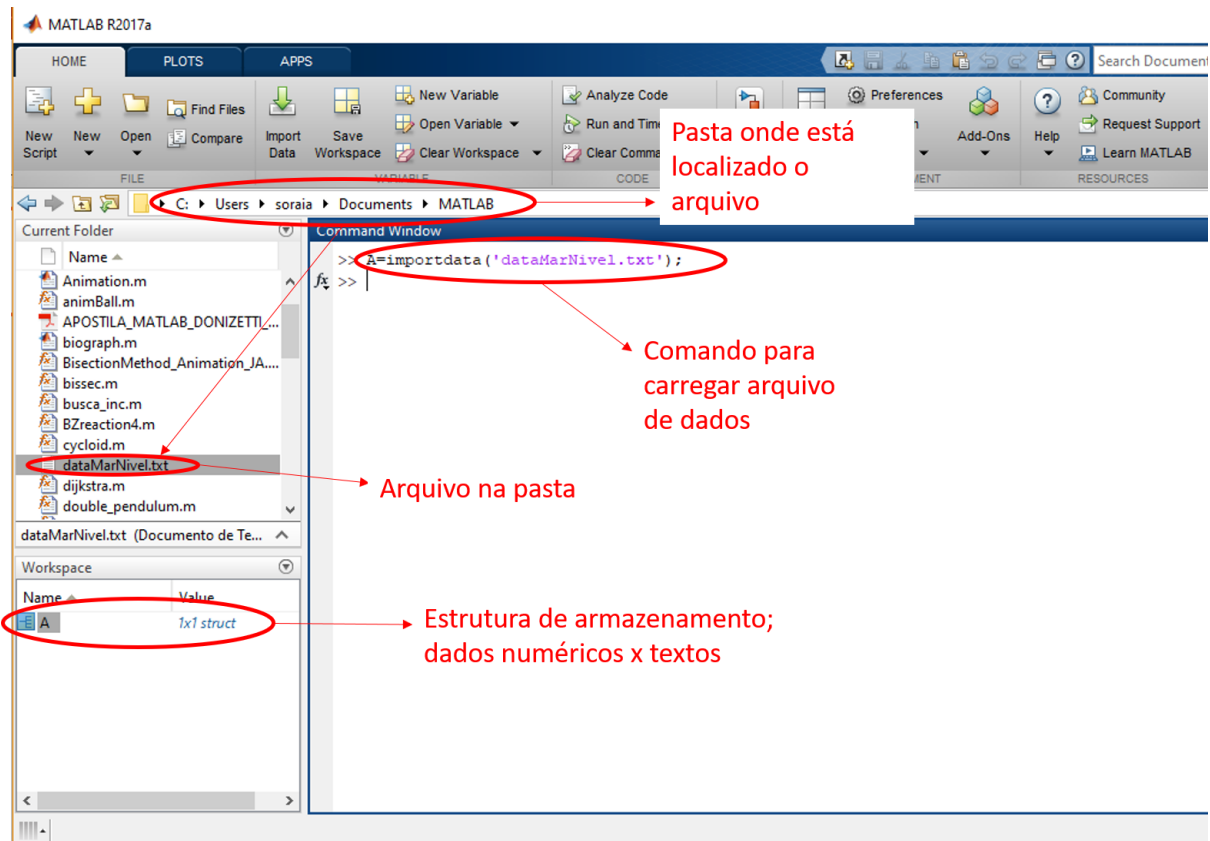 MATLAB R2017a
HOME PLOTS APPS
Search Document
New Script
New
Open
Find Files
Compare
Import Data
Save Workspace
New Variable
Open Variable
Clear Workspace
Analyze Code
Run and Time
Clear Comma
Preferences
Add-Ons
Help
Community
Request Support
Learn MATLAB
FILE
VARIABLE
CODE
MENT
RESOURCES
Pasta onde está
localizado o
arquivo
C: Users soraia Documents MATLAB
Current Folder
Name
Animation.m
animBall.m
APOSTILA_MATLAB_DONIZETTI_...
biograph.m
BisectionMethod_Animation_JA....
bissec.m
busca_inc.m
BZreaction4.m
cycloid.m
dataMarNivel.txt
dijkstra.m
double_pendulum.m
dataMarNivel.txt (Documento de Te...
Command Window
>> A=importdata('dataMarNivel.txt');
fx >>
Comando para
carregar arquivo
de dados
Arquivo na pasta
Workspace
Name Value
A 1x1 struct
Estrutura de armazenamento;
dados numéricos x textos